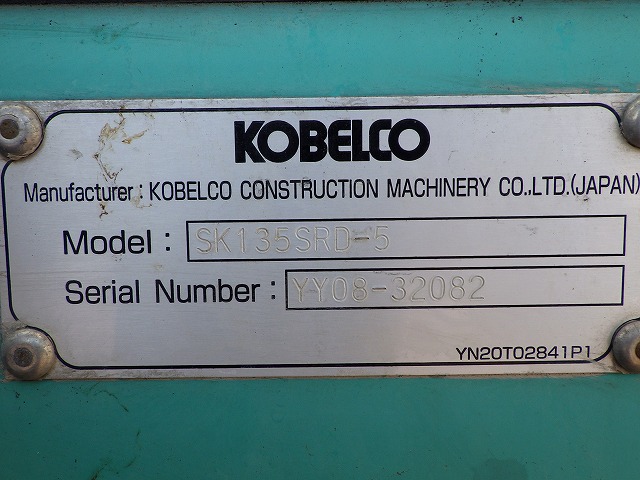 KOBELCO
Manufacturer : KOBELCO CONSTRUCTION MACHINERY CO.,LTD.(JAPAN)
Model : SK135SRD-5
Serial Number : YY08-32082
YN20T02841P1